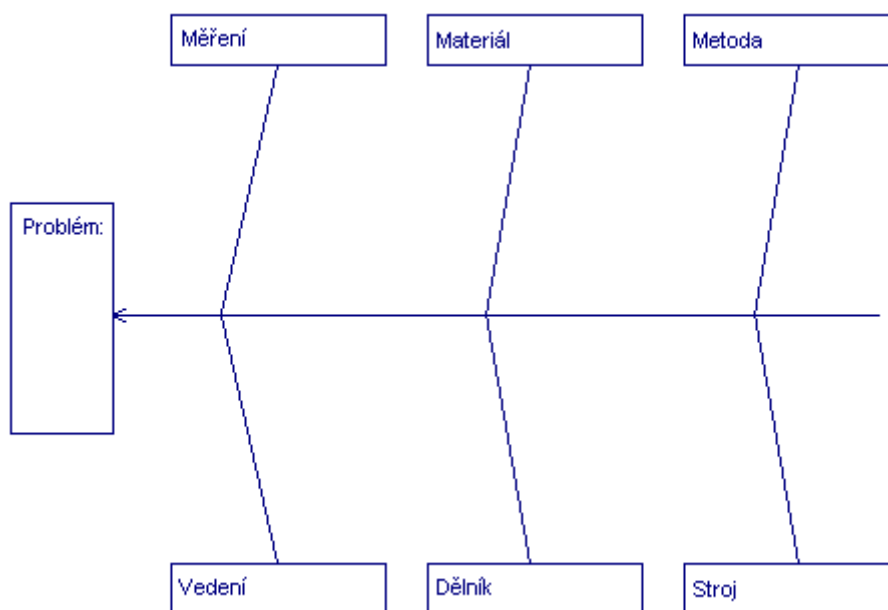 Měření
Materiál
Metoda
Problém:
Vedení
Dělník
Stroj